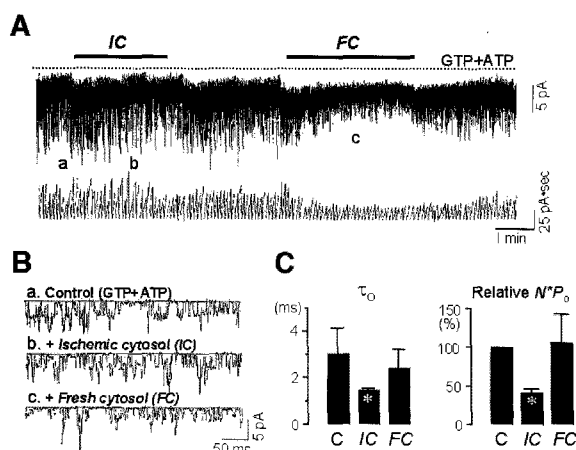 A
IC
FC
GTP+ATP
5 pA
a
b
c
25 pA•sec
1 min
B
a. Control (GTP+ATP)
b. + Ischemic cytosol (IC)
c. + Fresh cytosol (FC)
5 pA
50 ms
C
τO
(ms)
4
2
0
*
C IC FC
Relative N*Po
(%)
150
100
50
0
*
C IC FC